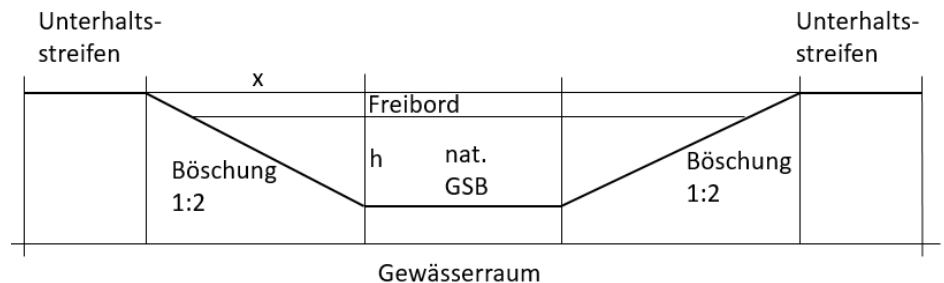 Unterhalts-
streifen
Unterhalts-
streifen
x
Freibord
h
nat.
GSB
Böschung
1:2
Böschung
1:2
Gewässerraum